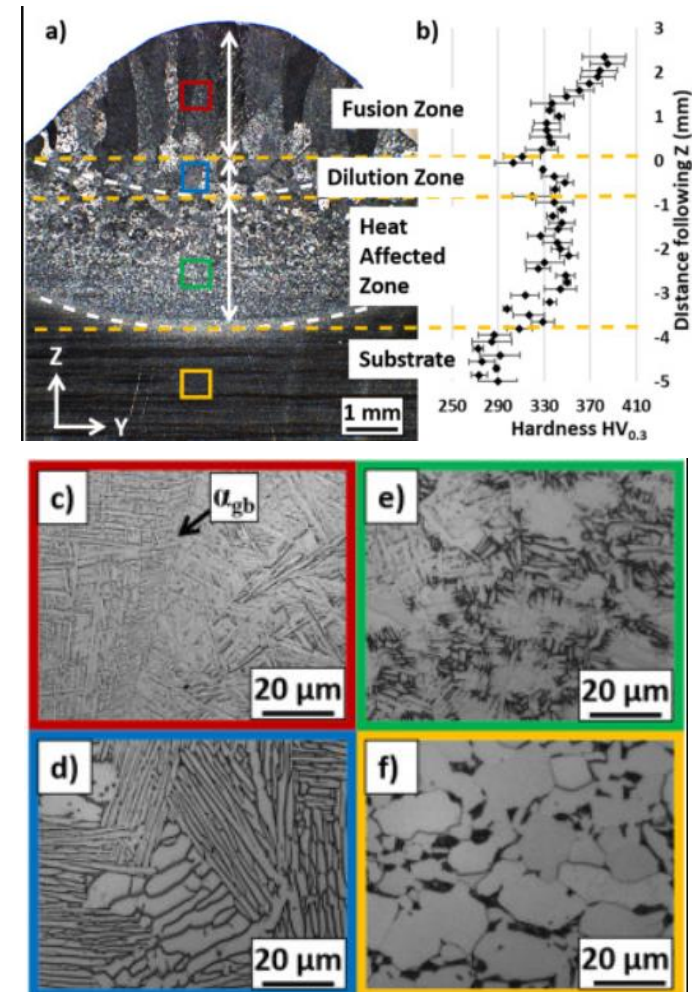 a)
b)
3
2
Fusion Zone
1
0
Dilution Zone
-1
Heat
Affected
Zone
-2
-3
-4
Substrate
-5
Z
Y
1 mm
250 290 330 370 410
Hardness HV0.3
Distance following Z (mm)
c)
αgb
20 µm
e)
20 µm
d)
20 µm
f)
20 µm